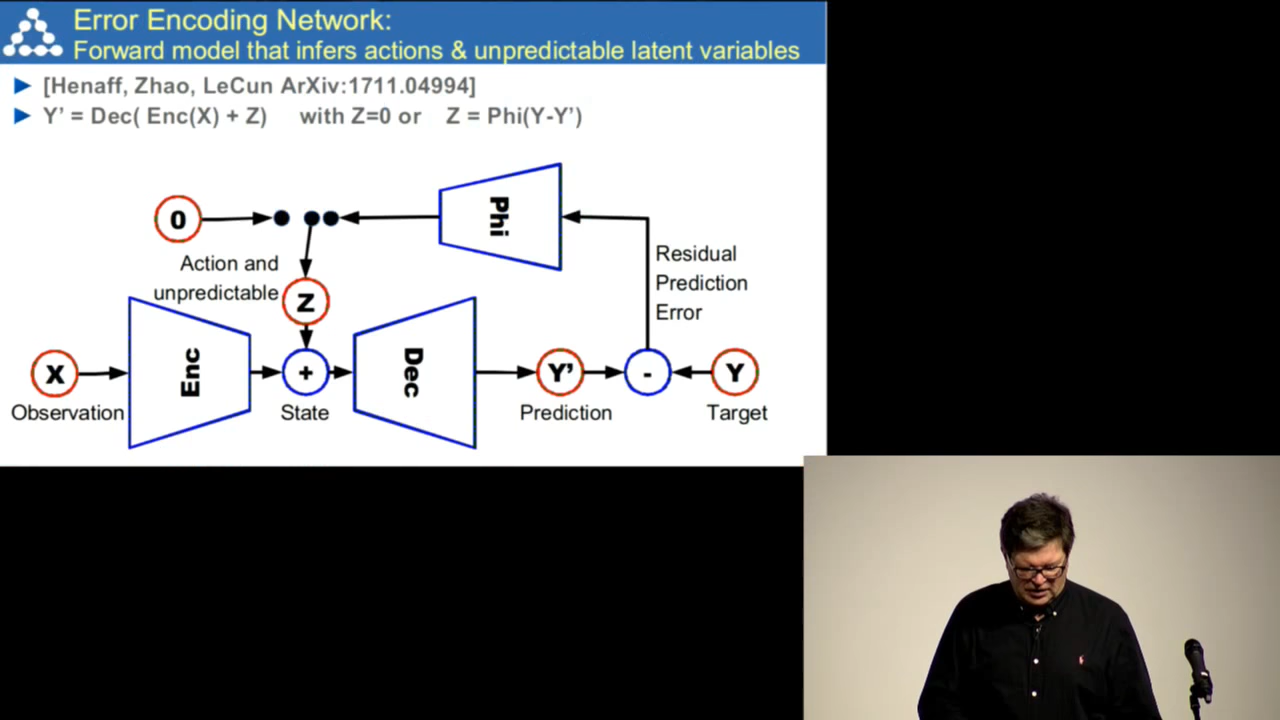 Error Encoding Network:
Forward model that infers actions & unpredictable latent variables
[Henaff, Zhao, LeCun ArXiv:1711.04994]
Y' = Dec( Enc(X) + Z) with Z=0 or Z = Phi(Y-Y')
0
Phi
Action and
unpredictable
Z
Residual
Prediction
Error
X
Enc
+
Dec
Y'
-
Y
Observation
State
Prediction
Target